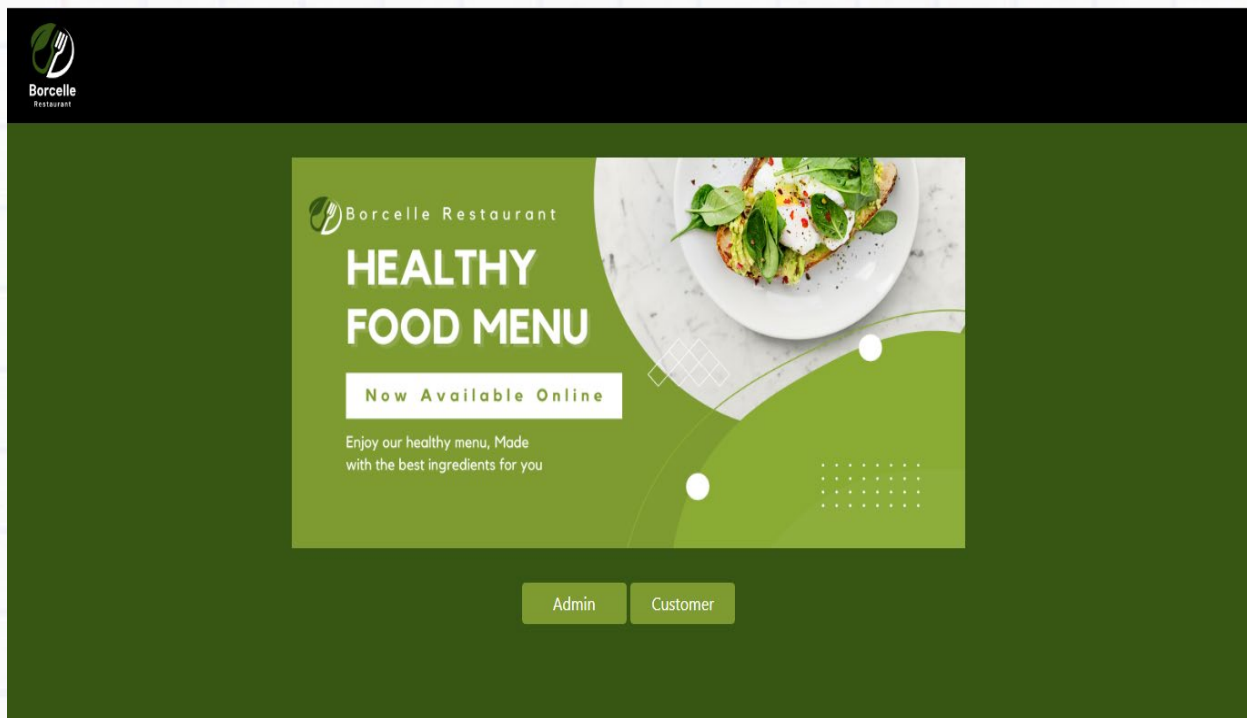 Borcelle
Restaurant
Borcelle Restaurant
HEALTHY
FOOD MENU
Now Available Online
Enjoy our healthy menu, Made
with the best ingredients for you
Admin
Customer